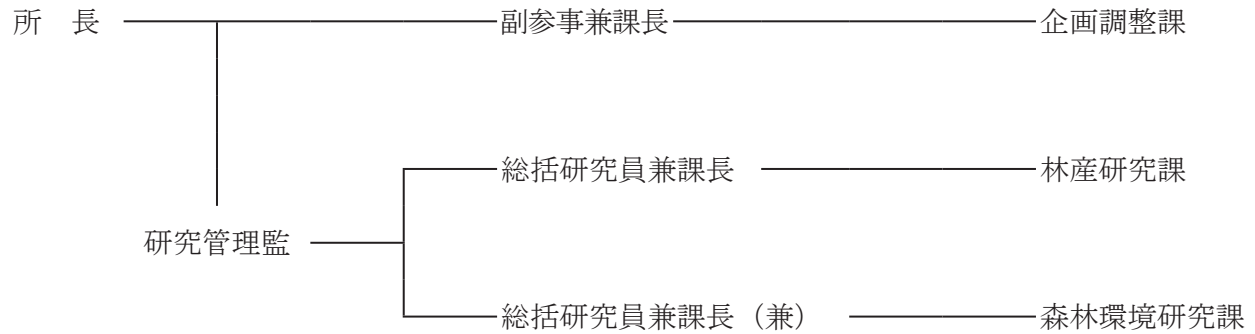 所　長　副参事兼課長　企画調整課
総括研究員兼課長　林産研究課
研究管理監
総括研究員兼課長（兼）　森林環境研究課